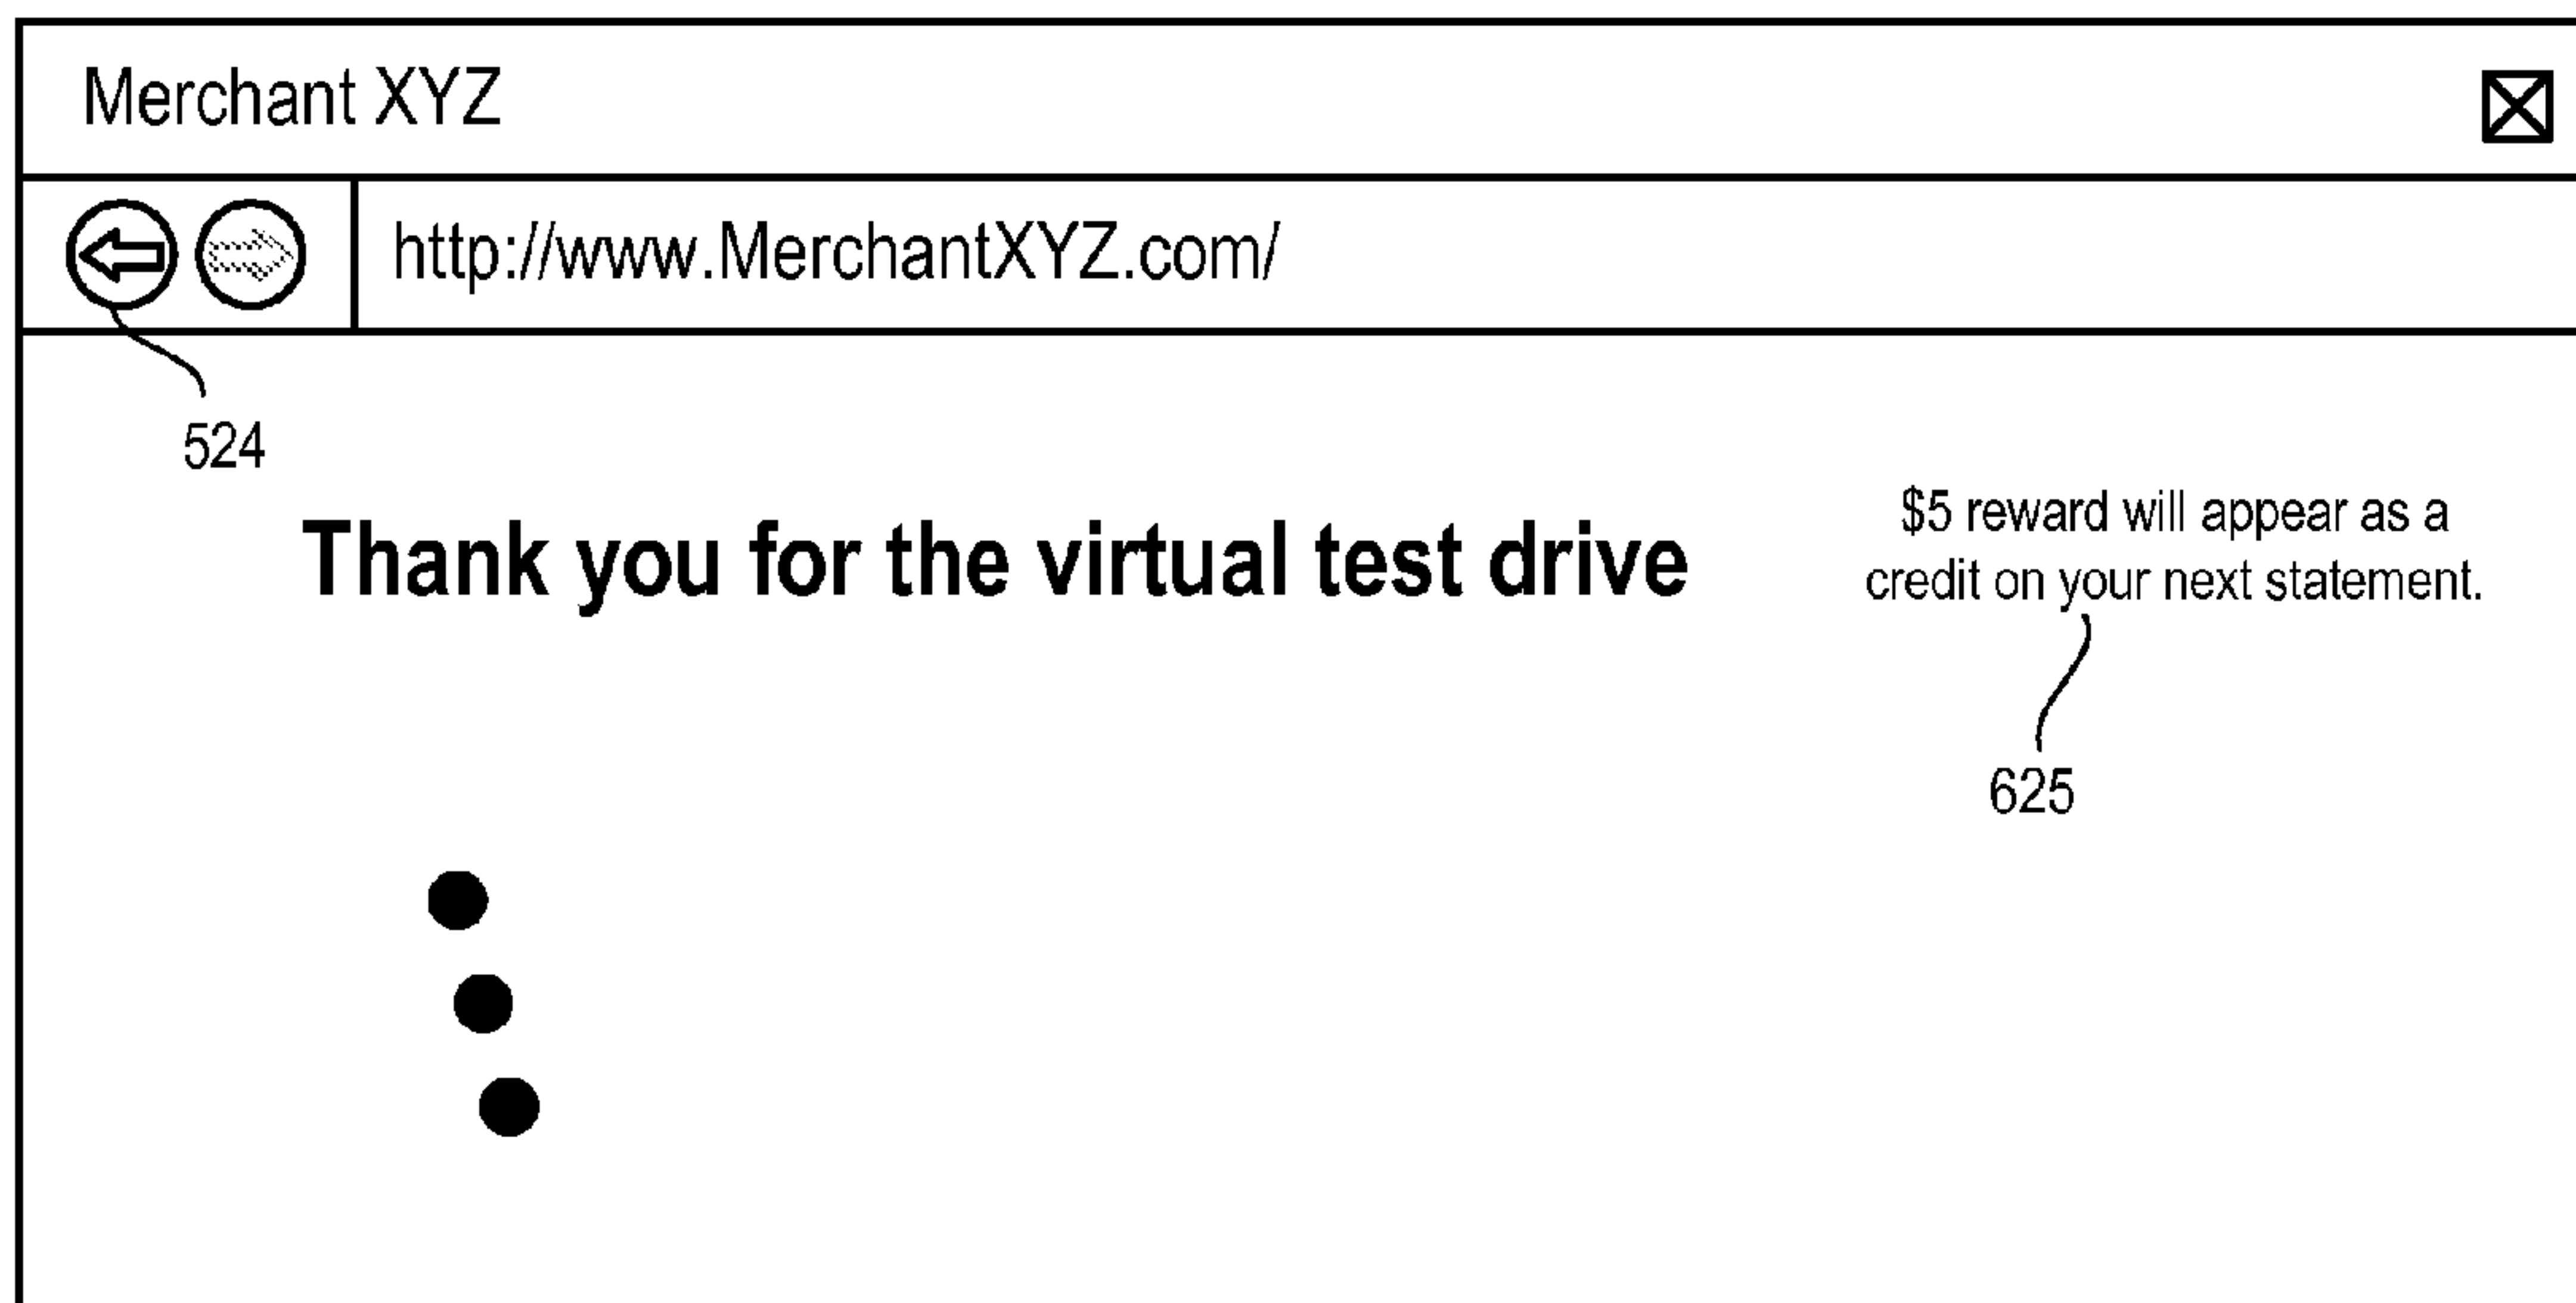 Merchant XYZ
http://www.MerchantXYZ.com/
524
Thank you for the virtual test drive
$5 reward will appear as a
credit on your next statement.
625